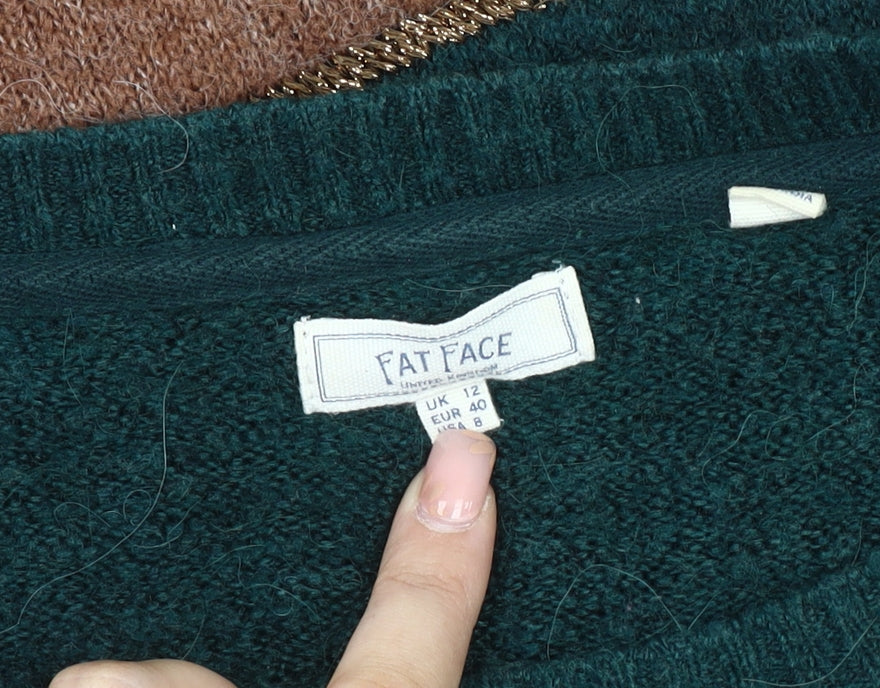 FAT FACE
UNITED KINGDOM
UK 12
EUR 40
USA 8